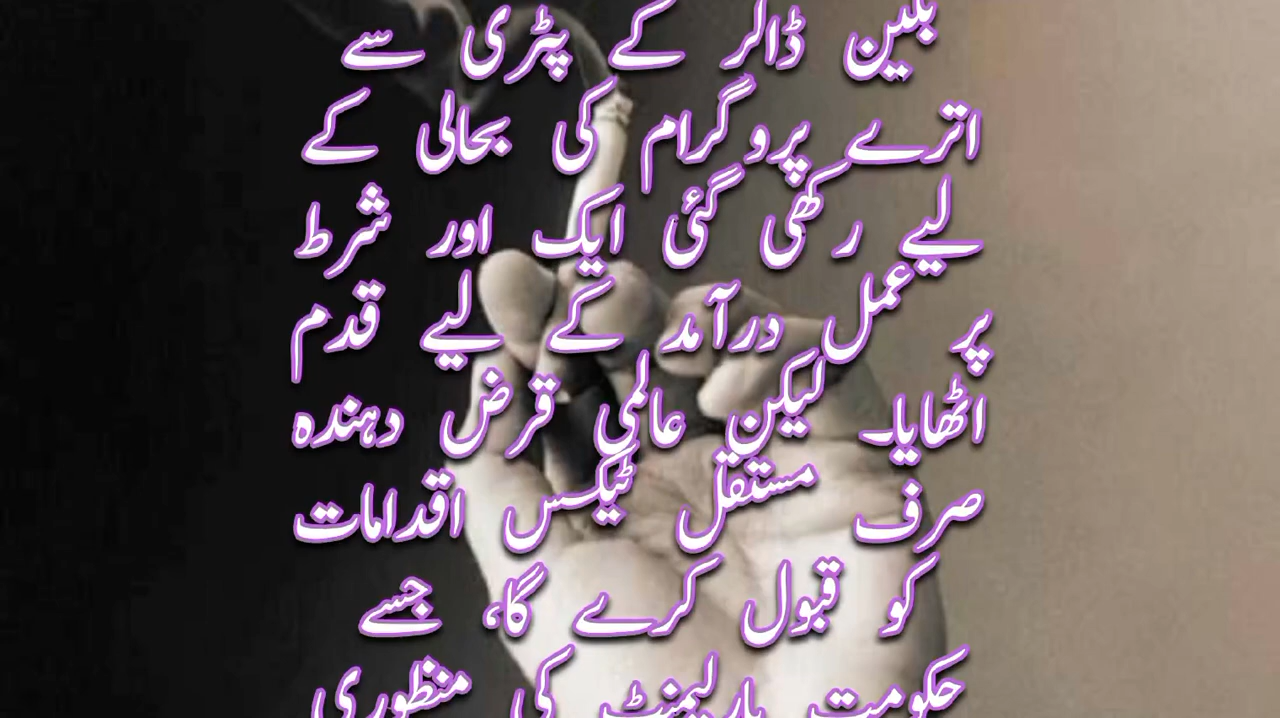 بلین ڈالر کے پٹری سے
اترے پروگرام کی بحالی کے
لیے رکھی گئی ایک اور شرط
پر عمل درآمد کے لیے قدم
اٹھایا۔ لیکن عالمی قرض دہندہ
صرف مستقل ٹیکس اقدامات
کو قبول کرے گا، جسے
حکومت پارلیمنٹ کی منظوری